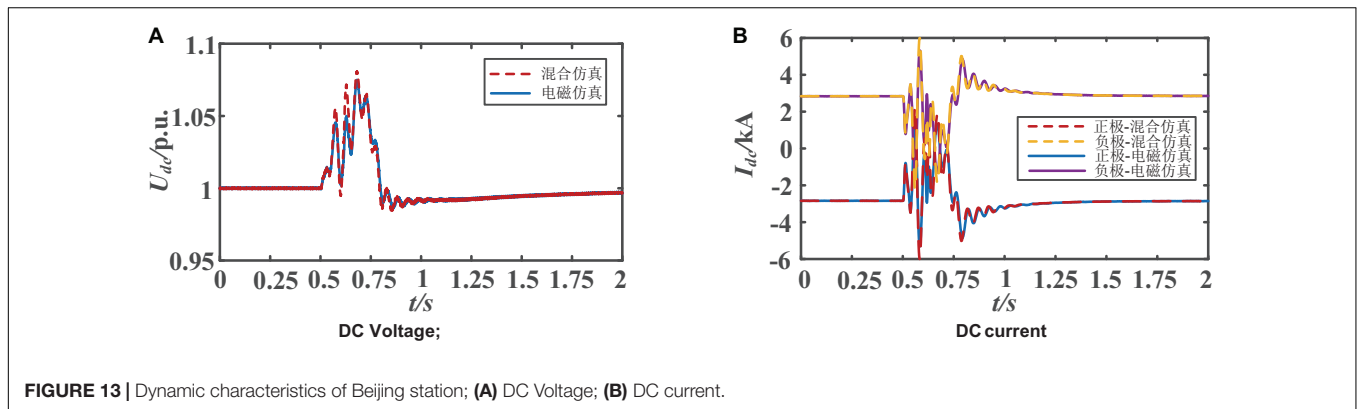 A
1.1
1.05
1
0.95
U_dc/p.u.
混合仿真
电磁仿真
0 0.25 0.5 0.75 1 1.25 1.5 1.75 2
t/s
DC Voltage;
B
6
4
2
0
-2
-4
-6
I_dc/kA
正极-混合仿真
负极-混合仿真
正极-电磁仿真
负极-电磁仿真
0 0.25 0.5 0.75 1 1.25 1.5 1.75 2
t/s
DC current
FIGURE 13 | Dynamic characteristics of Beijing station; (A) DC Voltage; (B) DC current.